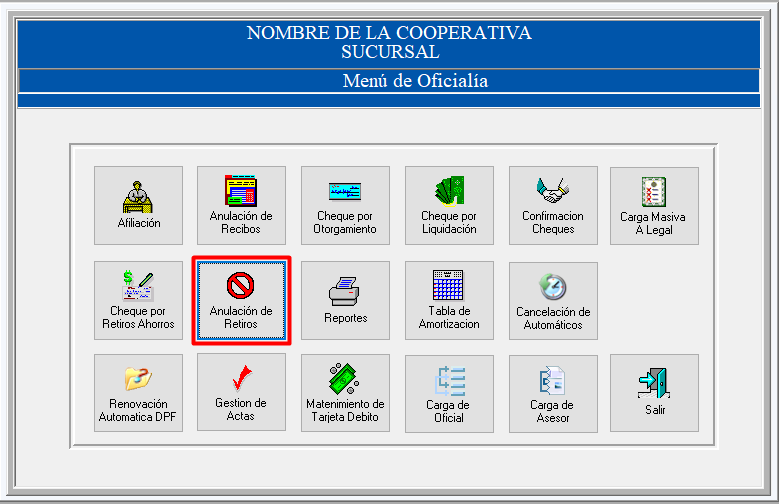 NOMBRE DE LA COOPERATIVA
SUCURSAL
Menú de Oficialía
Afiliación
Anulación de
Recibos
Cheque por
Otorgamiento
Cheque por
Liquidación
Confirmacion
Cheques
Carga Masiva
A Legal
Cheque por
Retiros Ahorros
Anulación de
Retiros
Reportes
Tabla de
Amortizacion
Cancelación de
Automáticos
Renovación
Automatica DPF
Gestion de
Actas
Matenimiento de
Tarjeta Debito
Carga de
Oficial
Carga de
Asesor
Salir